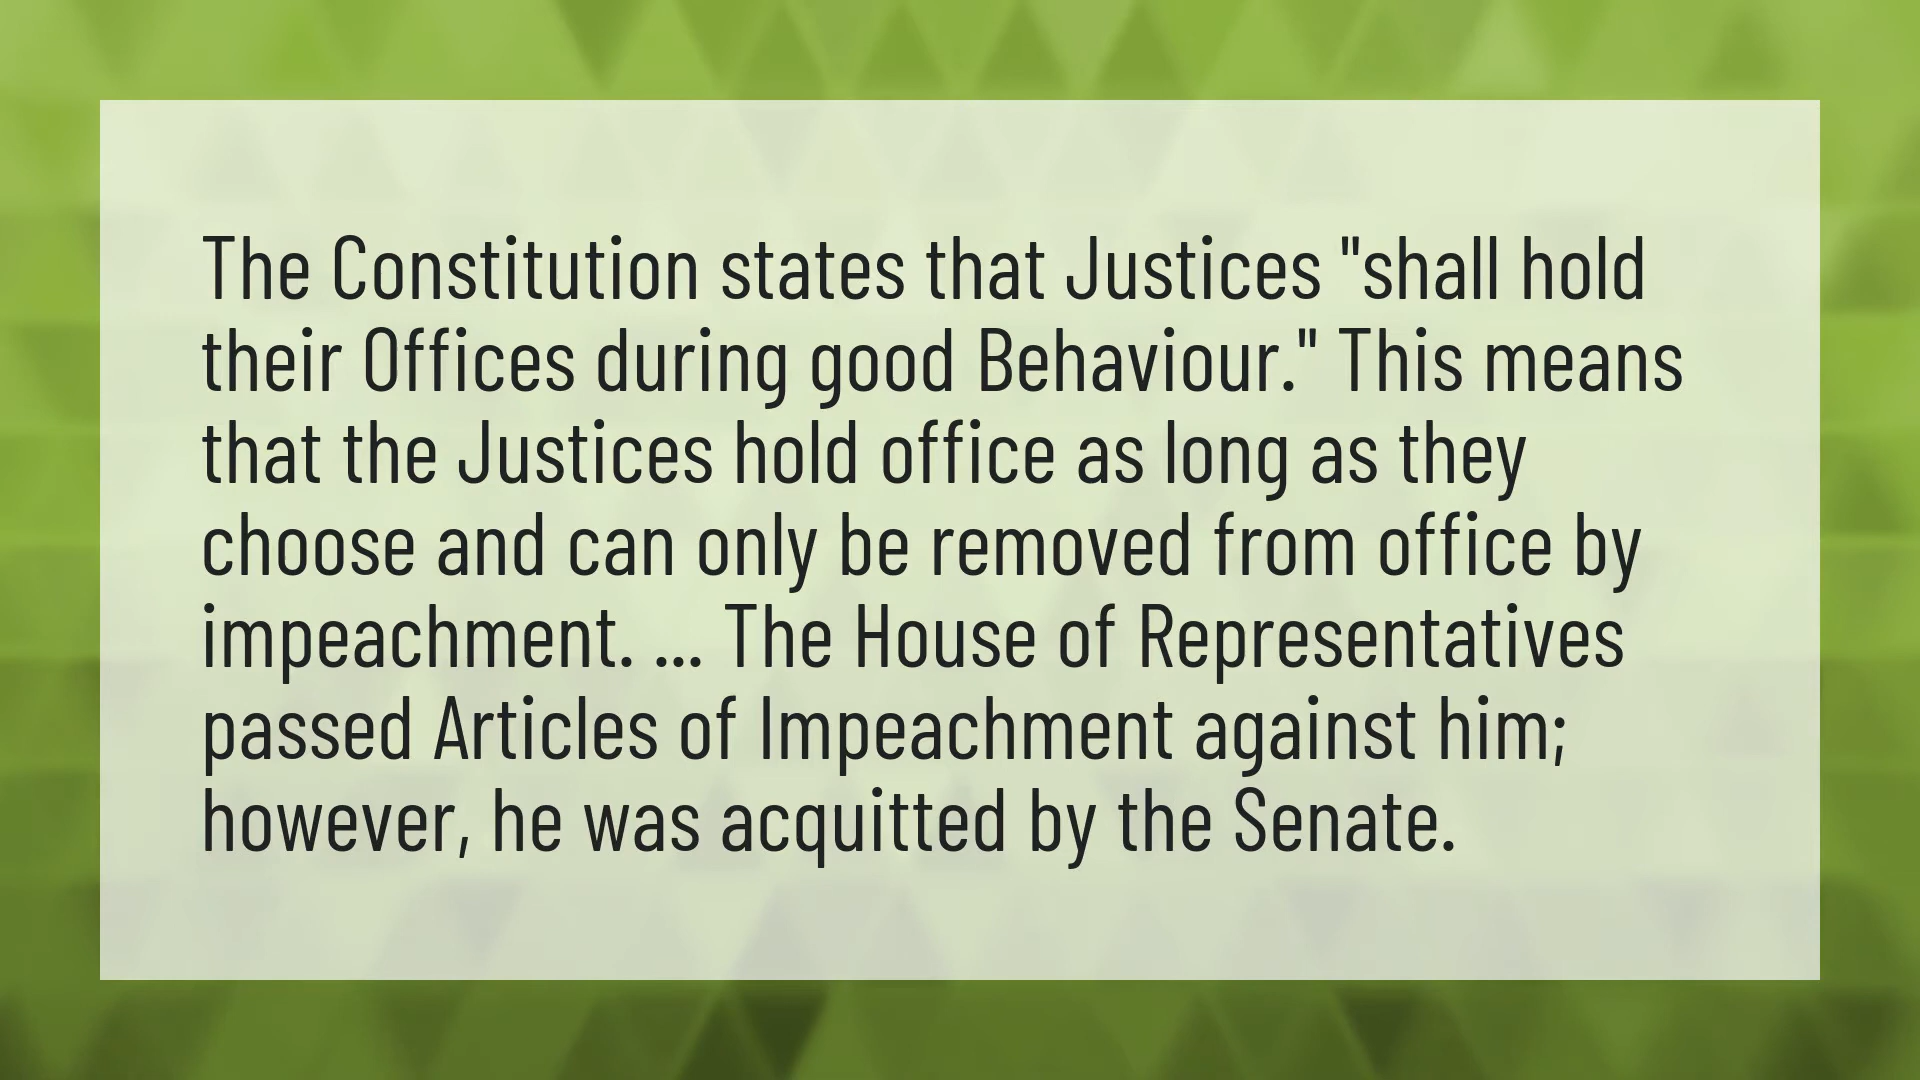 The Constitution states that Justices "shall hold
their Offices during good Behaviour." This means
that the Justices hold office as long as they
choose and can only be removed from office by
impeachment. ... The House of Representatives
passed Articles of Impeachment against him;
however, he was acquitted by the Senate.